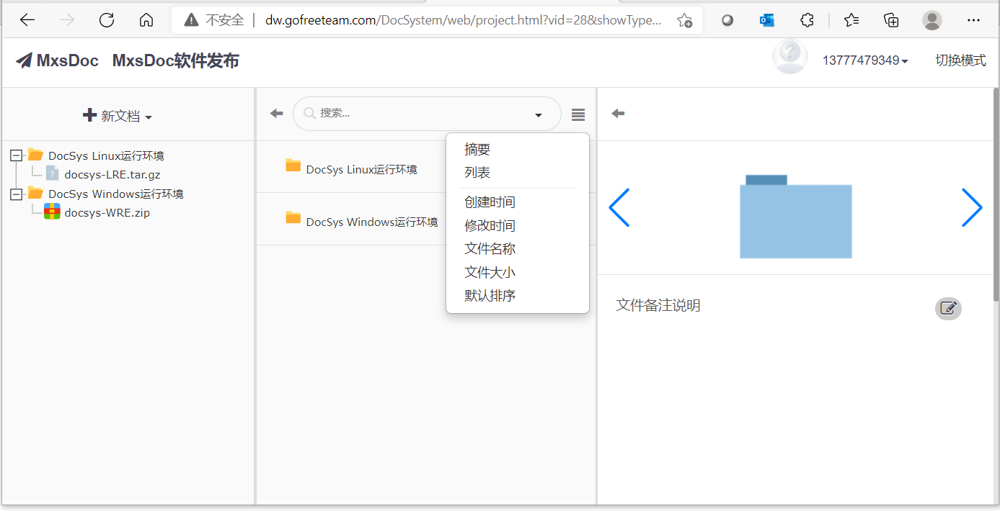 不安全 | dw.gofreeteam.com/DocSystem/web/project.html?vid=28&showType...
MxsDoc MxsDoc软件发布
13777479349
切换模式
新文档
DocSys Linux运行环境
docsys-LRE.tar.gz
DocSys Windows运行环境
docsys-WRE.zip
搜索...
DocSys Linux运行环境
DocSys Windows运行环境
摘要
列表
创建时间
修改时间
文件名称
文件大小
默认排序
文件备注说明